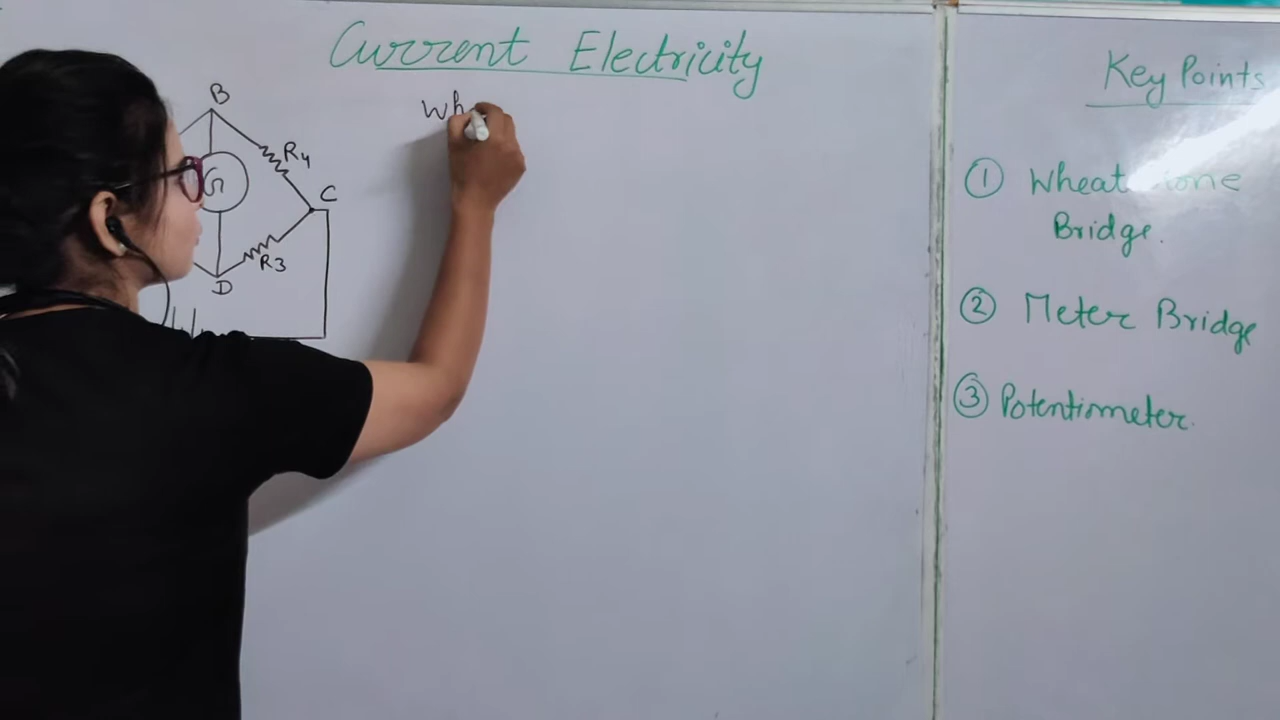 Current Electricity
Wh
B
R4
G
C
R3
D
Key Points
① Wheatstone
Bridge.
② Meter Bridge
③ Potentiometer.